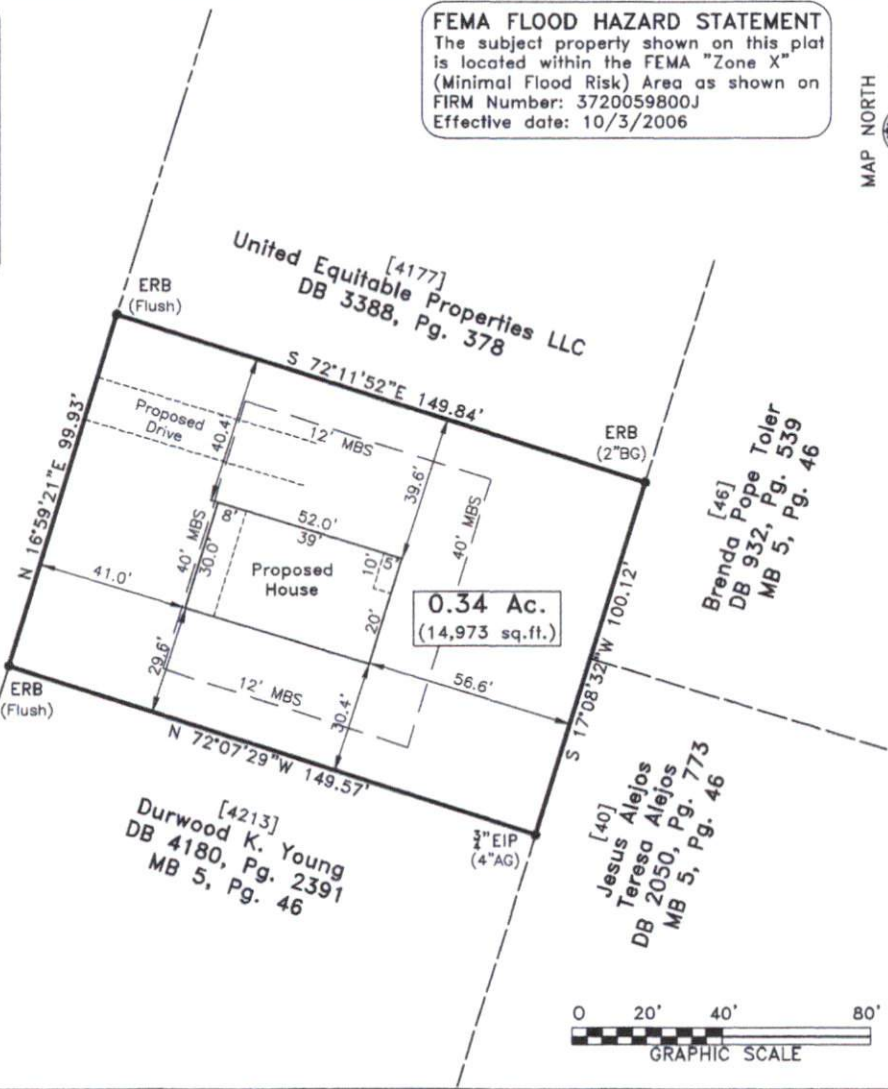 FEMA FLOOD HAZARD STATEMENT
The subject property shown on this plat
is located within the FEMA "Zone X"
(Minimal Flood Risk) Area as shown on
FIRM Number: 3720059800J
Effective date: 10/3/2006
MAP NORTH
[4177]
United Equitable Properties LLC
DB 3388, Pg. 378
ERB
(Flush)
S 72°11'52"E 149.84'
ERB
(2"BG)
Proposed
Drive
40.4'
12' MBS
39.6'
40' MBS
N 16°59'21"E 99.93'
[46]
Brenda Pope Toler
DB 932, Pg. 539
MB 5, Pg. 46
8'
52.0'
39'
40' MBS
30.0'
10'
5'
Proposed
House
20'
41.0'
0.34 Ac.
(14,973 sq.ft.)
S 17°08'32"W 100.12'
29.6'
12' MBS
30.4'
56.6'
ERB
(Flush)
N 72°07'29"W 149.57'
[4213]
Durwood K. Young
DB 4180, Pg. 2391
MB 5, Pg. 46
¾"EIP
(4"AG)
[40]
Jesus Alejos
Teresa Alejos
DB 2050, Pg. 773
MB 5, Pg. 46
0 20' 40' 80'
GRAPHIC SCALE